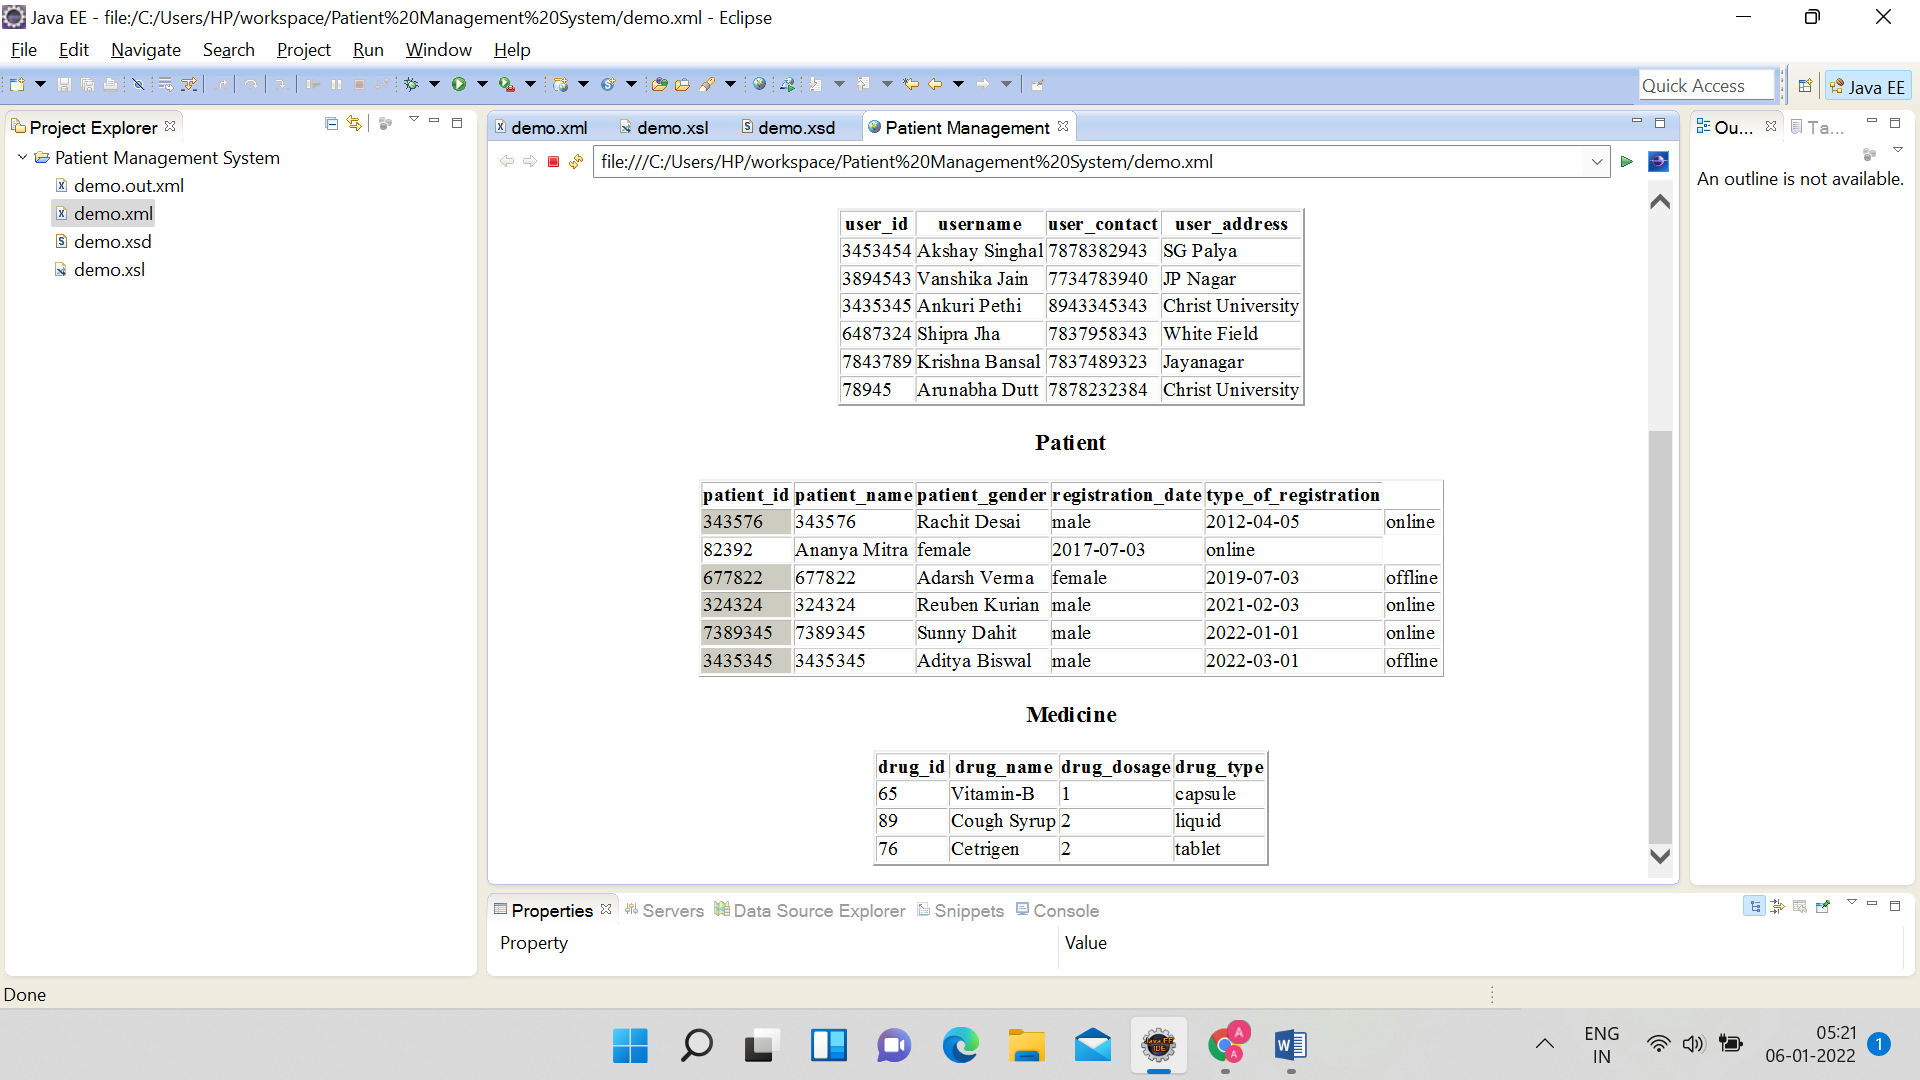 Java EE - file:/C:/Users/HP/workspace/Patient%20Management%20System/demo.xml - Eclipse
File Edit Navigate Search Project Run Window Help
Quick Access
Java EE
Project Explorer
Patient Management System
demo.out.xml
demo.xml
demo.xsd
demo.xsl
demo.xml demo.xsl demo.xsd Patient Management
file:///C:/Users/HP/workspace/Patient%20Management%20System/demo.xml
user_id username user_contact user_address
3453454 Akshay Singhal 7878382943 SG Palya
3894543 Vanshika Jain 7734783940 JP Nagar
3435345 Ankuri Pethi 8943345343 Christ University
6487324 Shipra Jha 7837958343 White Field
7843789 Krishna Bansal 7837489323 Jayanagar
78945 Arunabha Dutt 7878232384 Christ University
Patient
patient_id patient_name patient_gender registration_date type_of_registration
343576 343576 Rachit Desai male 2012-04-05 online
82392 Ananya Mitra female 2017-07-03 online
677822 677822 Adarsh Verma female 2019-07-03 offline
324324 324324 Reuben Kurian male 2021-02-03 online
7389345 7389345 Sunny Dahit male 2022-01-01 online
3435345 3435345 Aditya Biswal male 2022-03-01 offline
Medicine
drug_id drug_name drug_dosage drug_type
65 Vitamin-B 1 capsule
89 Cough Syrup 2 liquid
76 Cetrigen 2 tablet
Ou... Ta...
An outline is not available.
Properties Servers Data Source Explorer Snippets Console
Property Value
Done
ENG
IN
05:21
06-01-2022
1